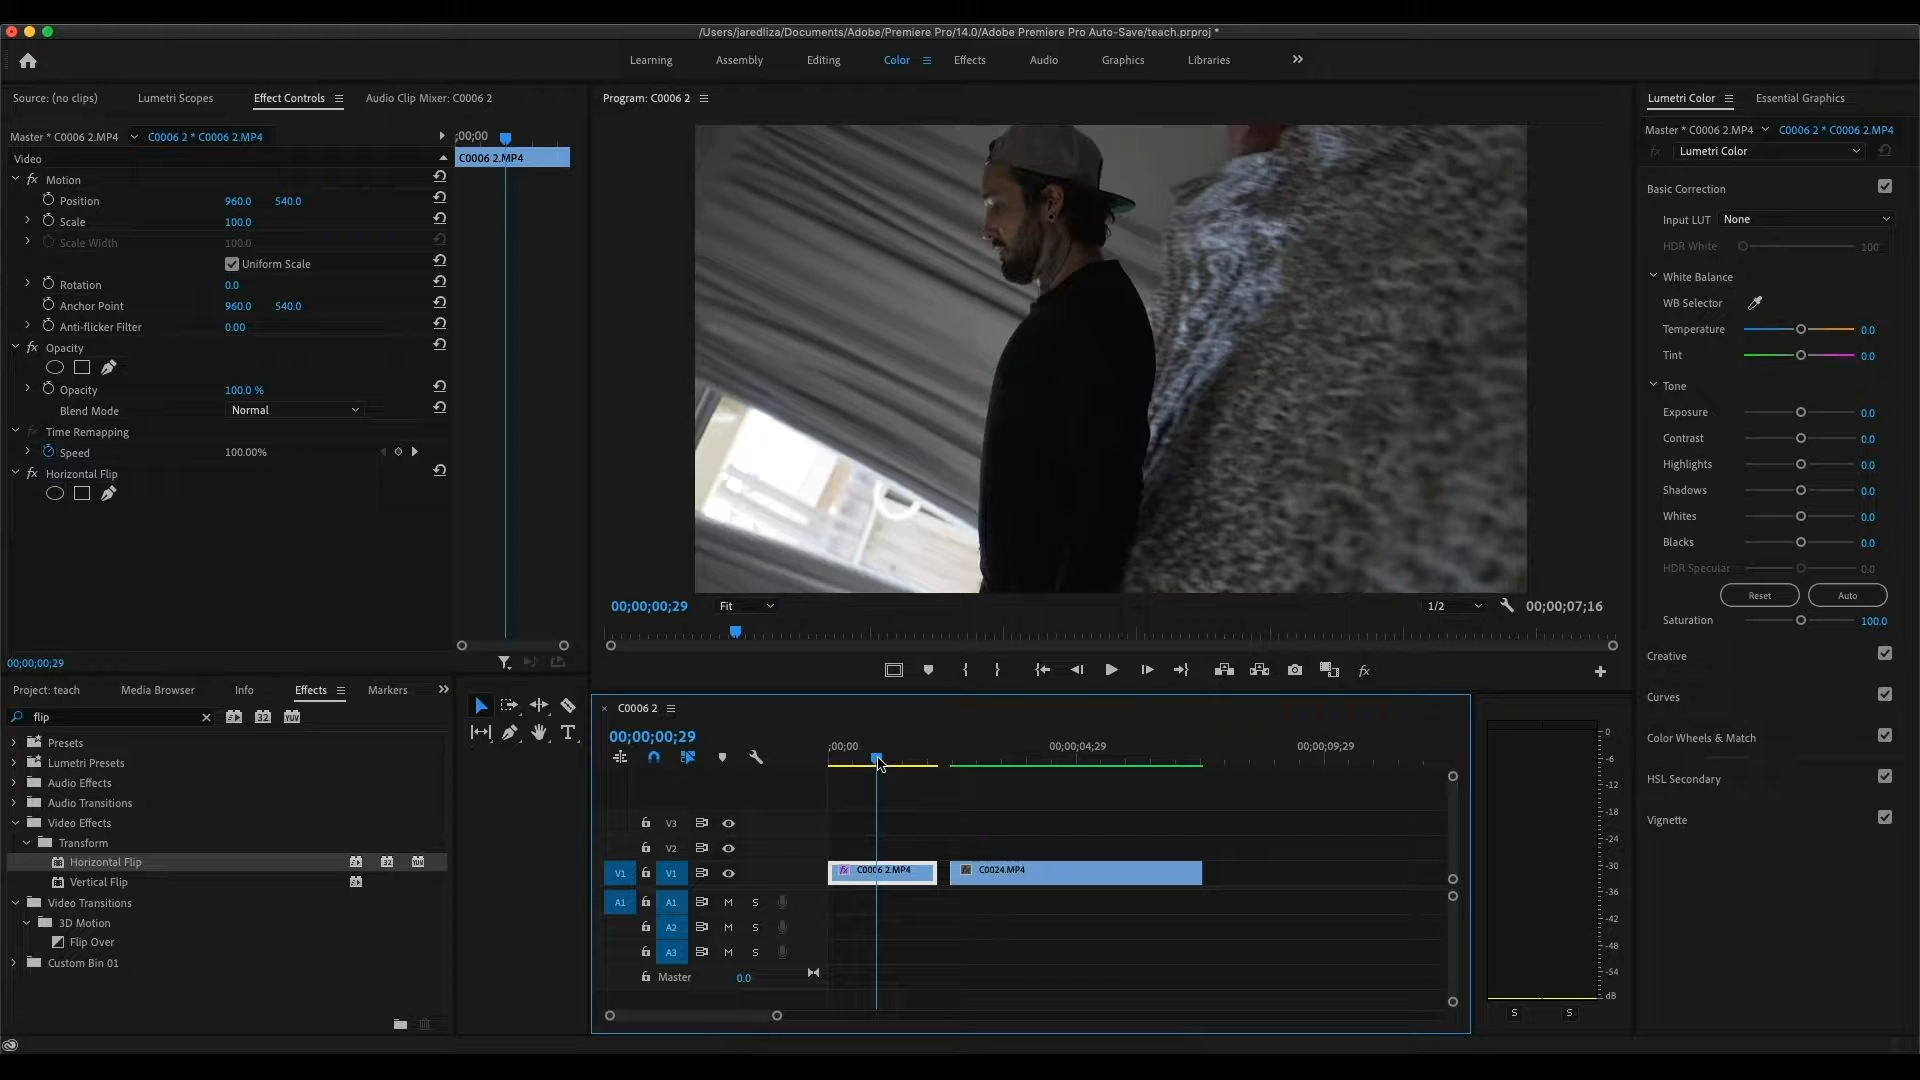 /Users/jaredliza/Documents/Adobe/Premiere Pro/14.0/Adobe Premiere Pro Auto-Save/teach.prproj *
Learning Assembly Editing Color Effects Audio Graphics Libraries
Source: (no clips) Lumetri Scopes Effect Controls Audio Clip Mixer: C0006 2
Master * C0006 2.MP4 C0006 2 * C0006 2.MP4
;00;00
C0006 2.MP4
Video
fx Motion
Position 960.0 540.0
Scale 100.0
Scale Width 100.0
Uniform Scale
Rotation 0.0
Anchor Point 960.0 540.0
Anti-flicker Filter 0.00
fx Opacity
Opacity 100.0 %
Blend Mode Normal
fx Time Remapping
Speed 100.00%
fx Horizontal Flip
00;00;00;29
Program: C0006 2
00;00;00;29 Fit 1/2 00;00;07;16
fx
Lumetri Color Essential Graphics
Master * C0006 2.MP4 C0006 2 * C0006 2.MP4
fx Lumetri Color
Basic Correction
Input LUT None
HDR White 100
White Balance
WB Selector
Temperature 0.0
Tint 0.0
Tone
Exposure 0.0
Contrast 0.0
Highlights 0.0
Shadows 0.0
Whites 0.0
Blacks 0.0
HDR Specular 0.0
Reset Auto
Saturation 100.0
Creative
Curves
Color Wheels & Match
HSL Secondary
Vignette
Project: teach Media Browser Info Effects Markers
flip 32 YUV
Presets
Lumetri Presets
Audio Effects
Audio Transitions
Video Effects
Transform
Horizontal Flip 32 YUV
Vertical Flip
Video Transitions
3D Motion
Flip Over
Custom Bin 01
T
C0006 2
00;00;00;29
;00;00 00;00;04;29 00;00;09;29
V3
V2
V1 V1 fx C0006 2.MP4 C0024.MP4
A1 A1 M S
A2 M S
A3 M S
Master 0.0
0
-6
-12
-18
-24
-30
-36
-42
-48
-54
dB
S S